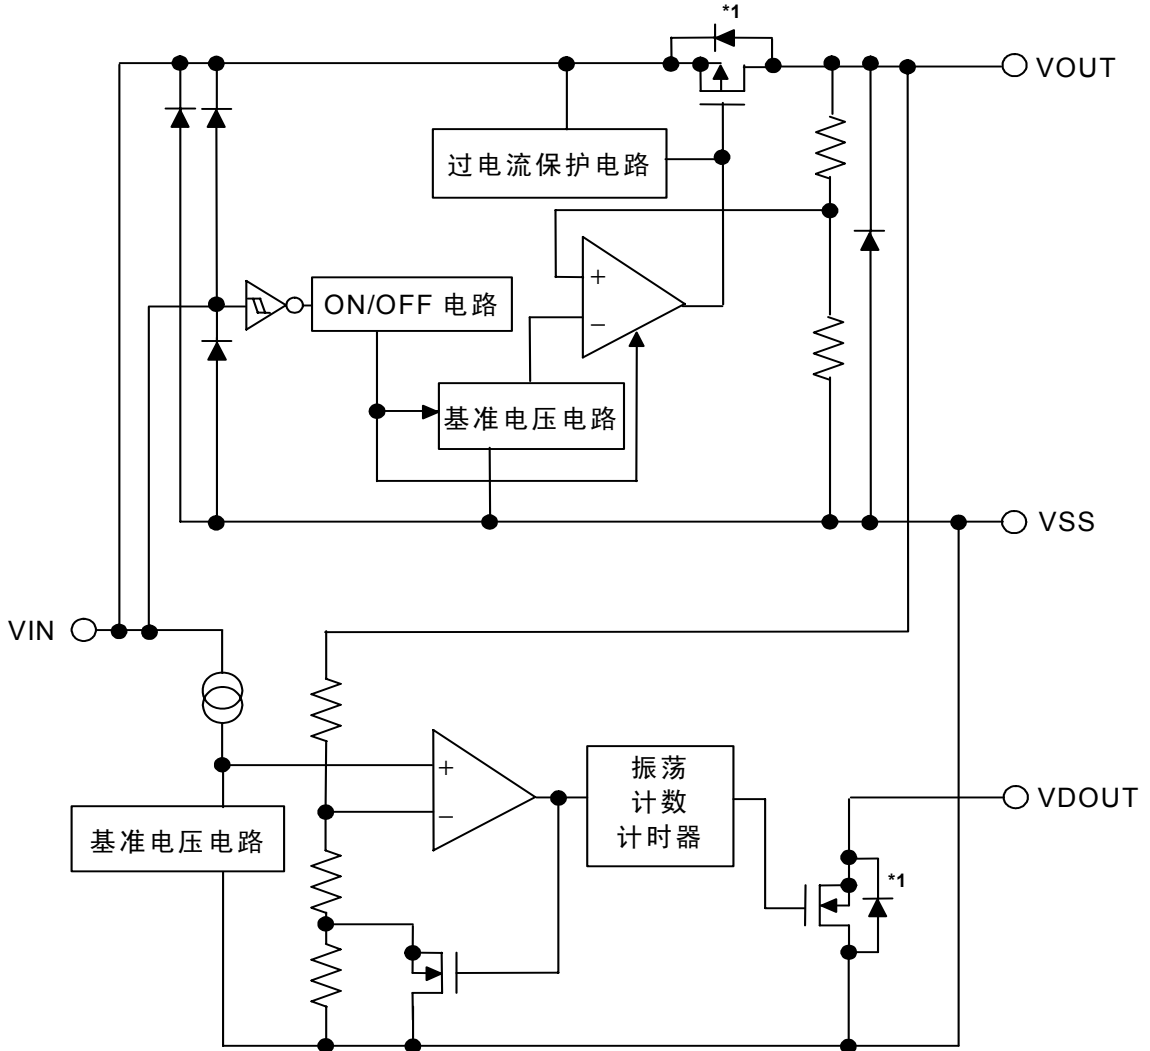 *1
VOUT
过电流保护电路
+
−
ON/OFF 电路
基准电压电路
VSS
VIN
+
−
振荡
计数
计时器
VDOUT
基准电压电路
*1